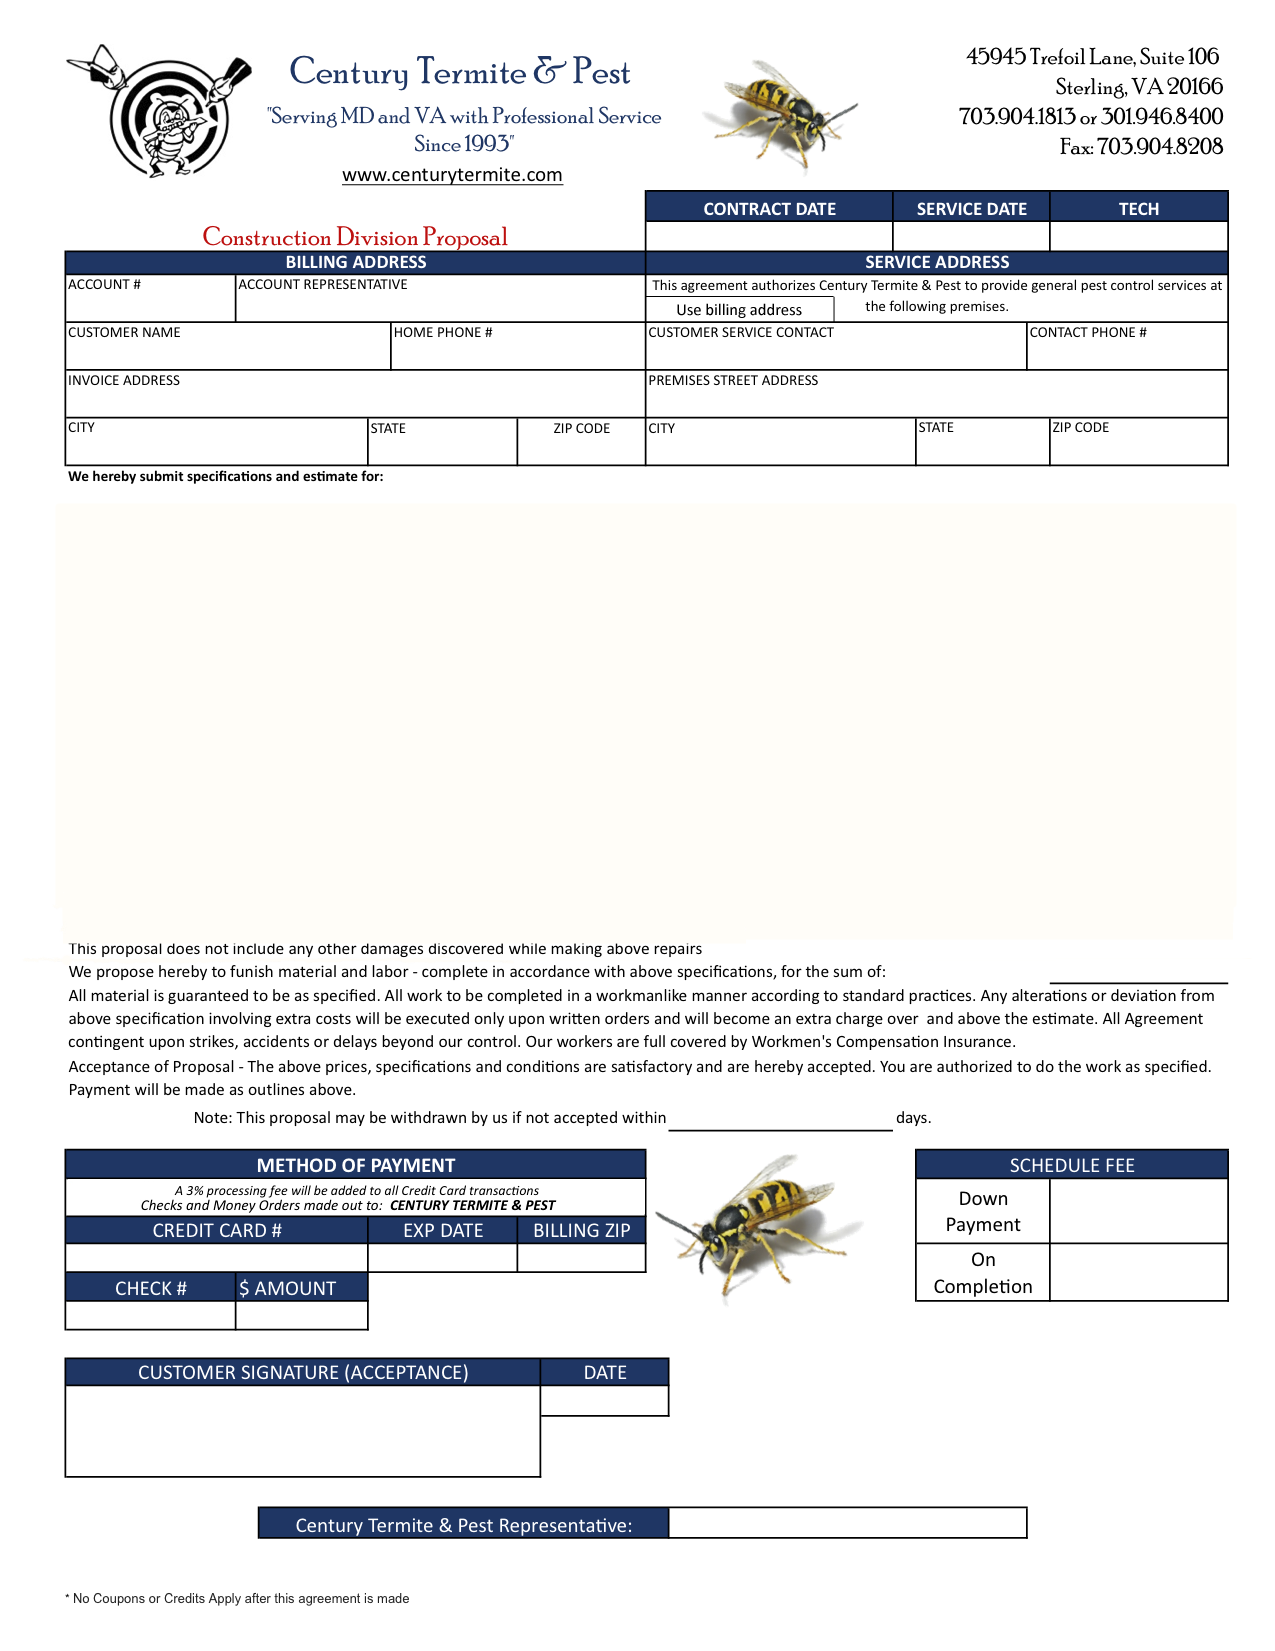 Century Termite & Pest
"Serving MD and VA with Professional Service
Since 1993"
www.centurytermite.com
45945 Trefoil Lane, Suite 106
Sterling, VA 20166
703.904.1813 or 301.946.8400
Fax: 703.904.8208
CONTRACT DATE SERVICE DATE TECH
Construction Division Proposal
BILLING ADDRESS SERVICE ADDRESS
ACCOUNT # ACCOUNT REPRESENTATIVE
This agreement authorizes Century Termite & Pest to provide general pest control services at
the following premises.
Use billing address
CUSTOMER NAME HOME PHONE # CUSTOMER SERVICE CONTACT CONTACT PHONE #
INVOICE ADDRESS PREMISES STREET ADDRESS
CITY STATE ZIP CODE CITY STATE ZIP CODE
We hereby submit specifications and estimate for:
This proposal does not include any other damages discovered while making above repairs
We propose hereby to funish material and labor - complete in accordance with above specifications, for the sum of:
All material is guaranteed to be as specified. All work to be completed in a workmanlike manner according to standard practices. Any alterations or deviation from
above specification involving extra costs will be executed only upon written orders and will become an extra charge over  and above the estimate. All Agreement
contingent upon strikes, accidents or delays beyond our control. Our workers are full covered by Workmen's Compensation Insurance.
Acceptance of Proposal - The above prices, specifications and conditions are satisfactory and are hereby accepted. You are authorized to do the work as specified.
Payment will be made as outlines above.
Note: This proposal may be withdrawn by us if not accepted within days.
METHOD OF PAYMENT
A 3% processing fee will be added to all Credit Card transactions
Checks and Money Orders made out to:  CENTURY TERMITE & PEST
CREDIT CARD # EXP DATE BILLING ZIP
CHECK # $ AMOUNT
SCHEDULE FEE
Down
Payment
On
Completion
CUSTOMER SIGNATURE (ACCEPTANCE) DATE
Century Termite & Pest Representative:
* No Coupons or Credits Apply after this agreement is made